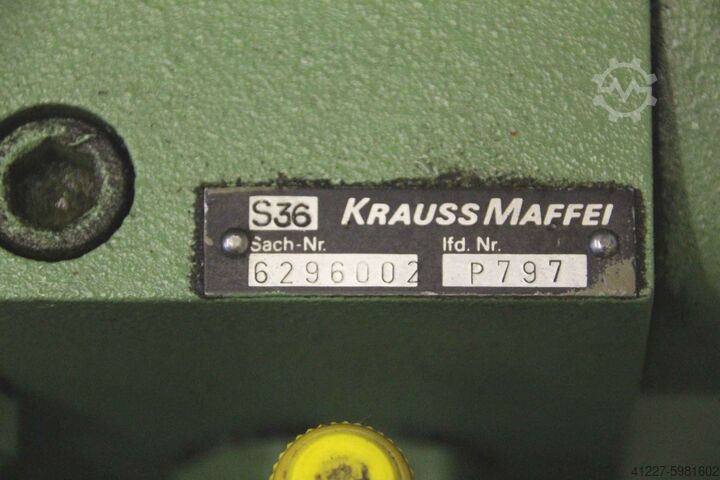 S36 KRAUSS MAFFEI
Sach-Nr. lfd. Nr.
6296002 P797
41227-5981602